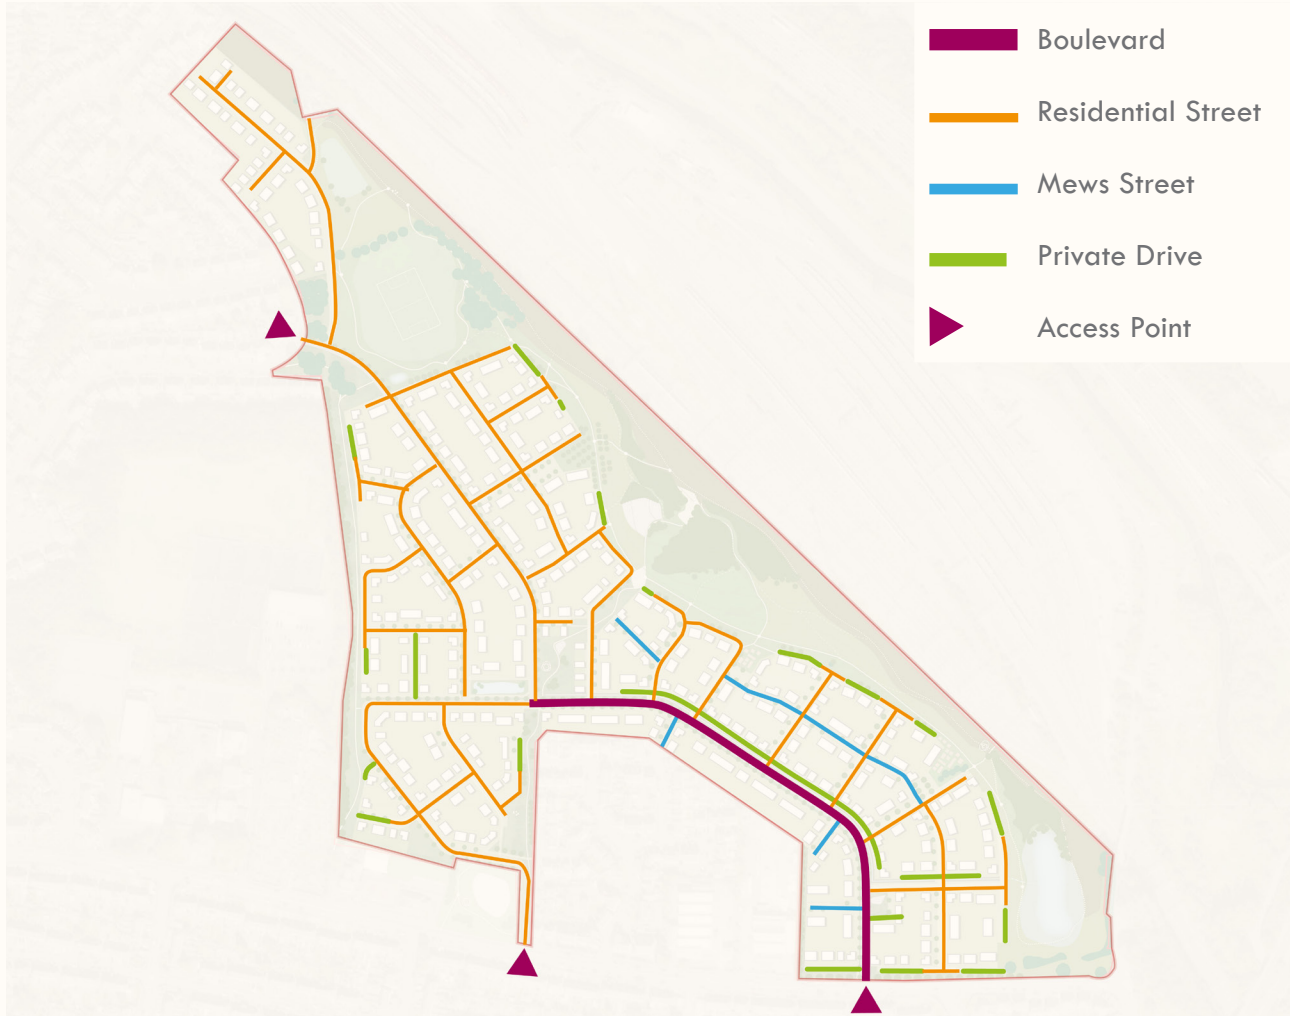 Boulevard
Residential Street
Mews Street
Private Drive
Access Point